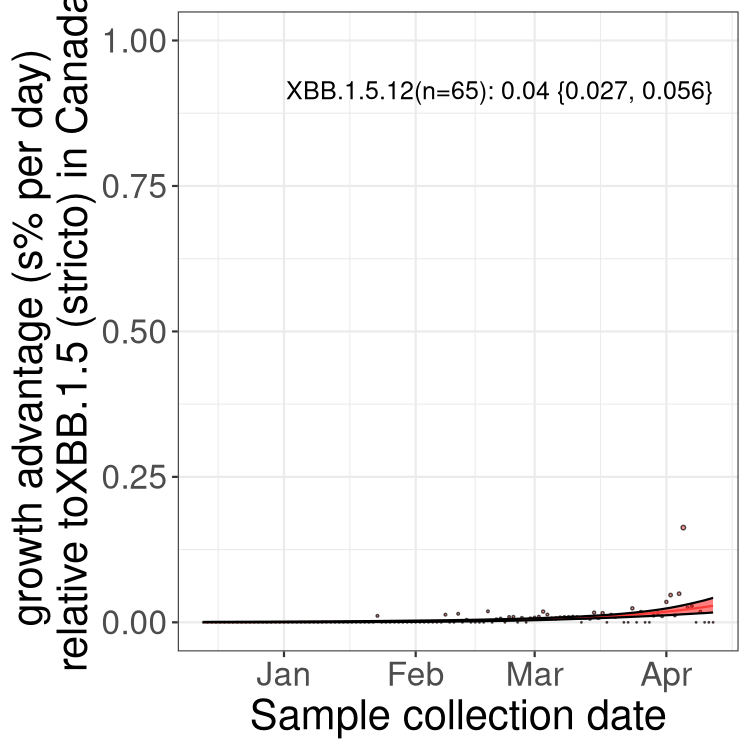 growth advantage (s% per day)
relative toXBB.1.5 (stricto) in Canada
1.00
0.75
0.50
0.25
0.00
XBB.1.5.12(n=65): 0.04 {0.027, 0.056}
Jan Feb Mar Apr
Sample collection date